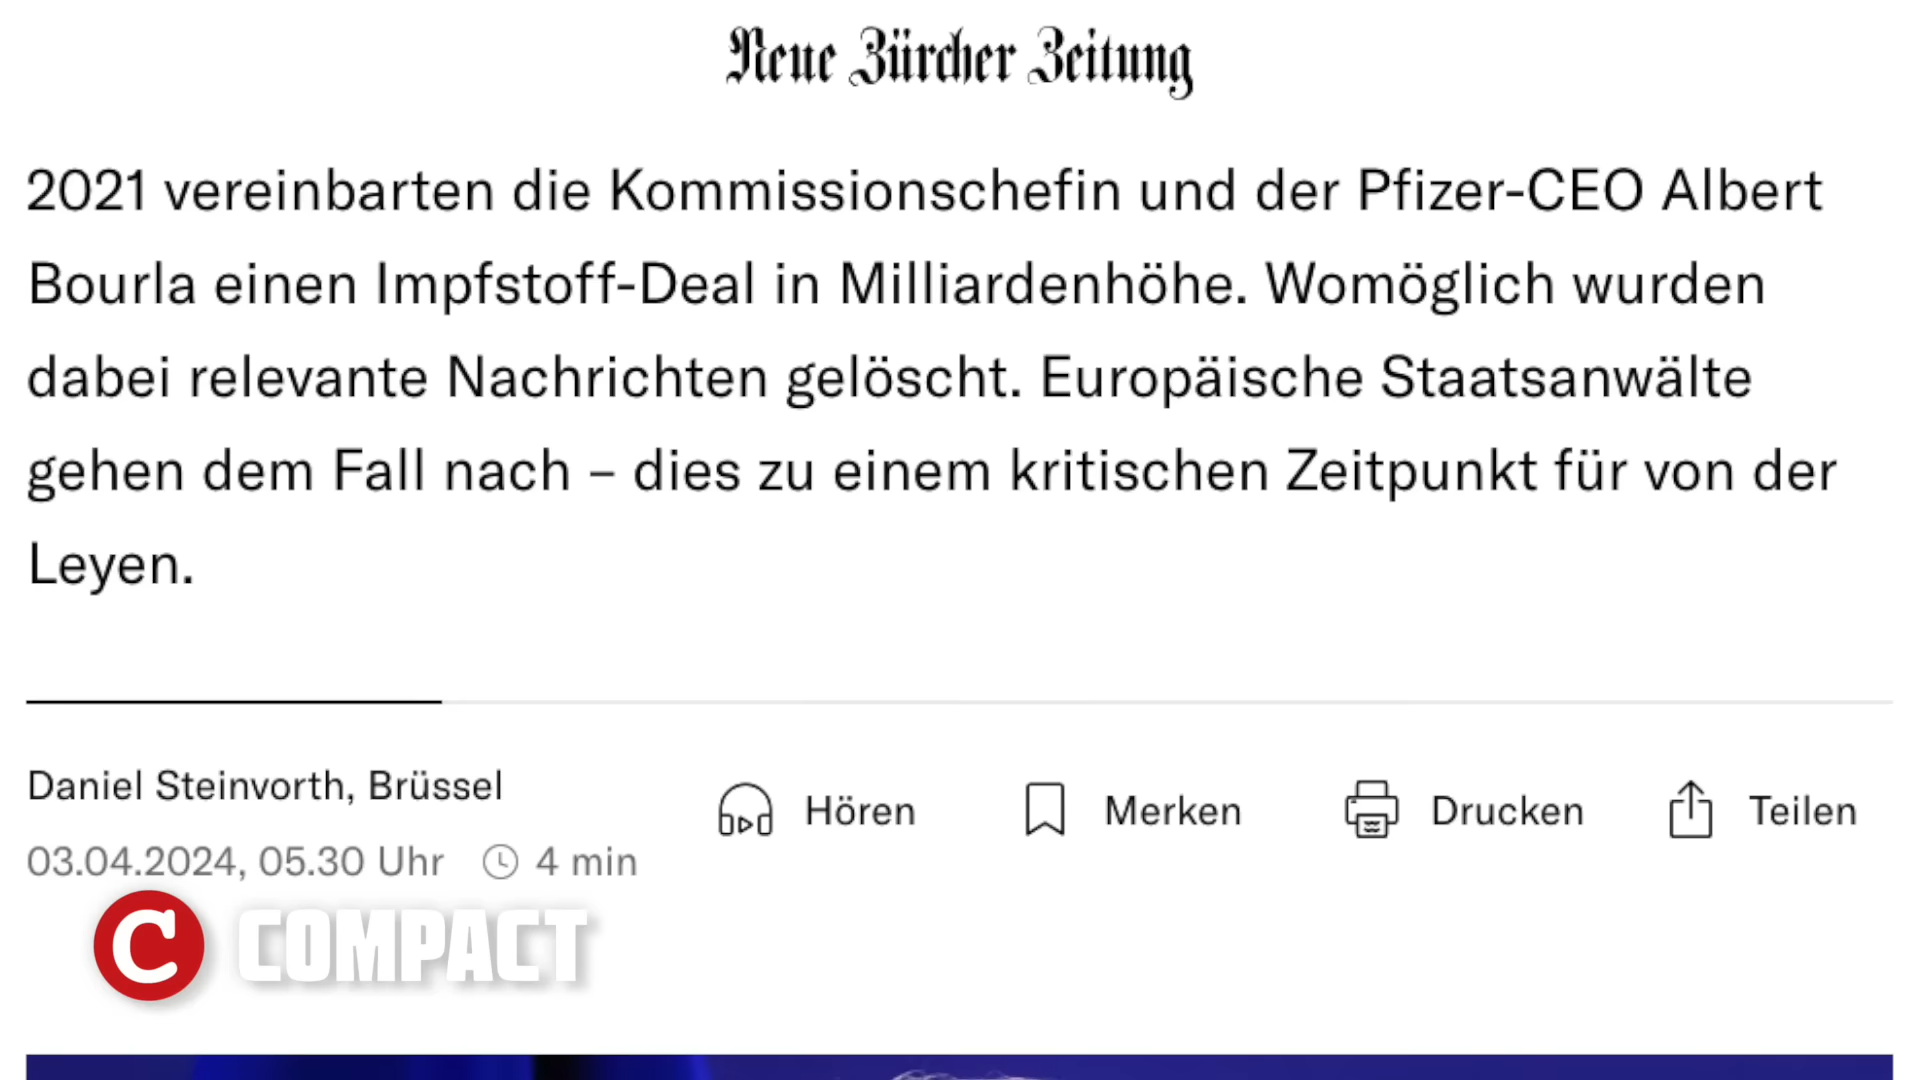 Neue Zürcher Zeitung
2021 vereinbarten die Kommissionschefin und der Pfizer-CEO Albert
Bourla einen Impfstoff-Deal in Milliardenhöhe. Womöglich wurden
dabei relevante Nachrichten gelöscht. Europäische Staatsanwälte
gehen dem Fall nach – dies zu einem kritischen Zeitpunkt für von der
Leyen.
Daniel Steinvorth, Brüssel
Hören Merken Drucken Teilen
03.04.2024, 05.30 Uhr 4 min
C COMPACT